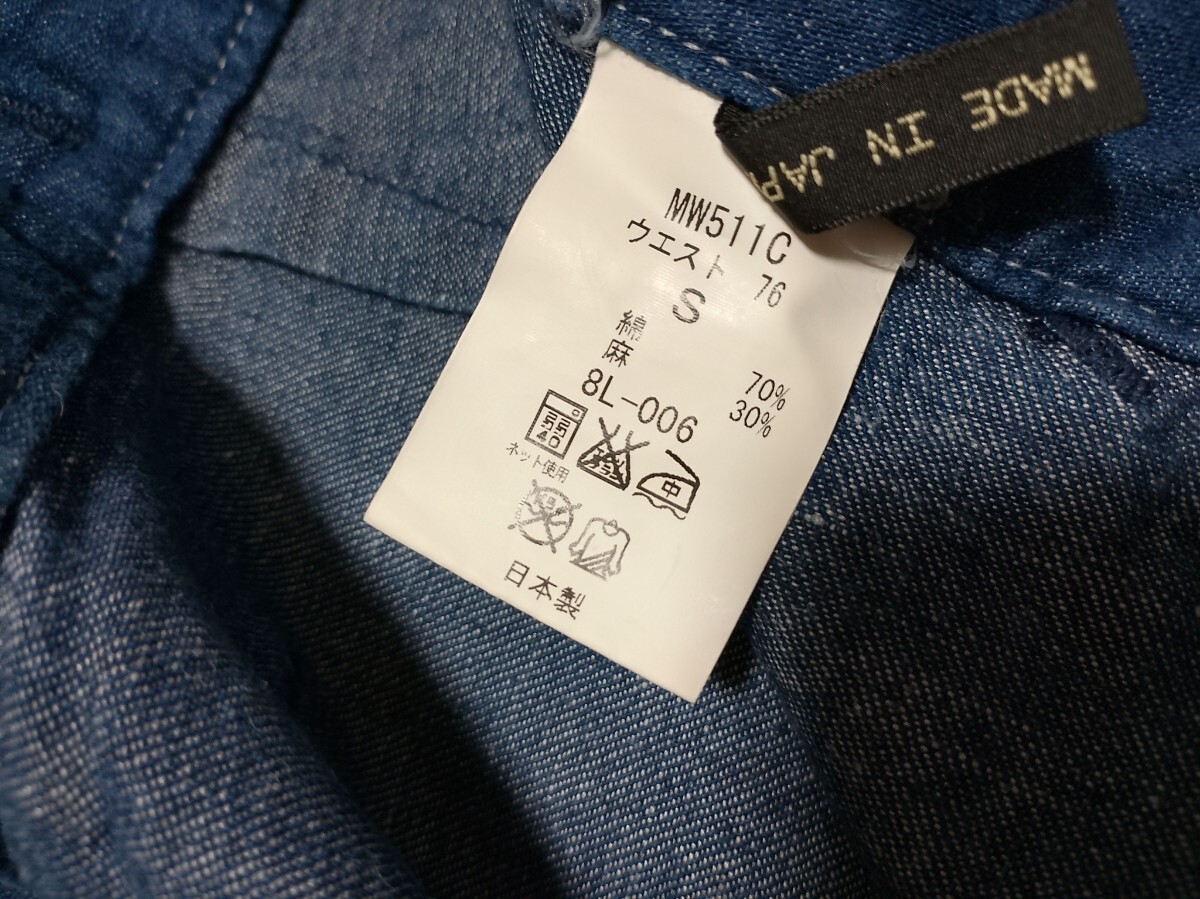 MADE IN JAPA
MW511C
ウエスト 76
S
綿 70%
麻 30%
8L-006
弱
40
中
ネット使用
日本製